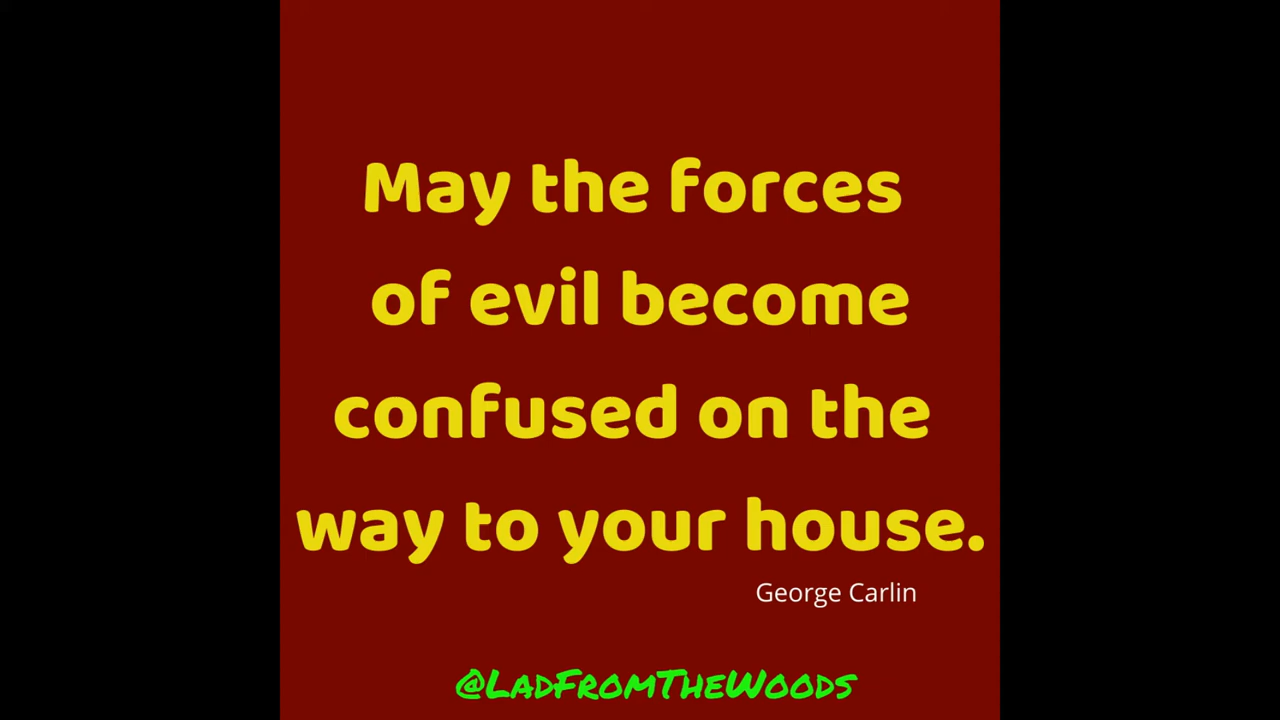 May the forces
of evil become
confused on the
way to your house.
George Carlin
@LadFromTheWoods